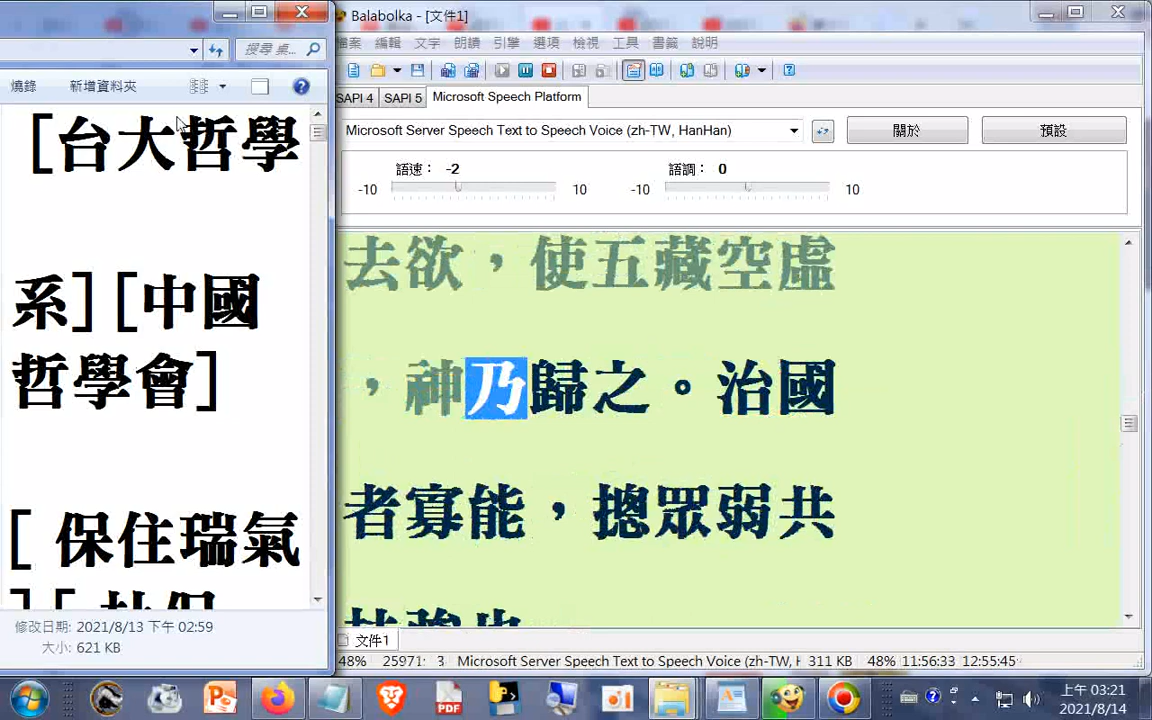 Balabolka - [文件1]
搜尋 桌...
檔案 編輯 文字 朗讀 引擎 選項 檢視 工具 書籤 說明
燒錄 新增資料夾
SAPI 4 SAPI 5 Microsoft Speech Platform
Microsoft Server Speech Text to Speech Voice (zh-TW, HanHan) 關於 預設
語速： -2 語調： 0
-10 10 -10 10
[台大哲學
系][中國
哲學會]
[ 保住瑞氣
去欲，使五藏空虛
，神乃歸之。治國
者寡能，摠眾弱共
修改日期: 2021/8/13 下午 02:59
大小: 621 KB
文件1
48% 25971: 3 Microsoft Server Speech Text to Speech Voice (zh-TW, H 311 KB 48% 11:56:33 12:55:45
上午 03:21
2021/8/14
PDF